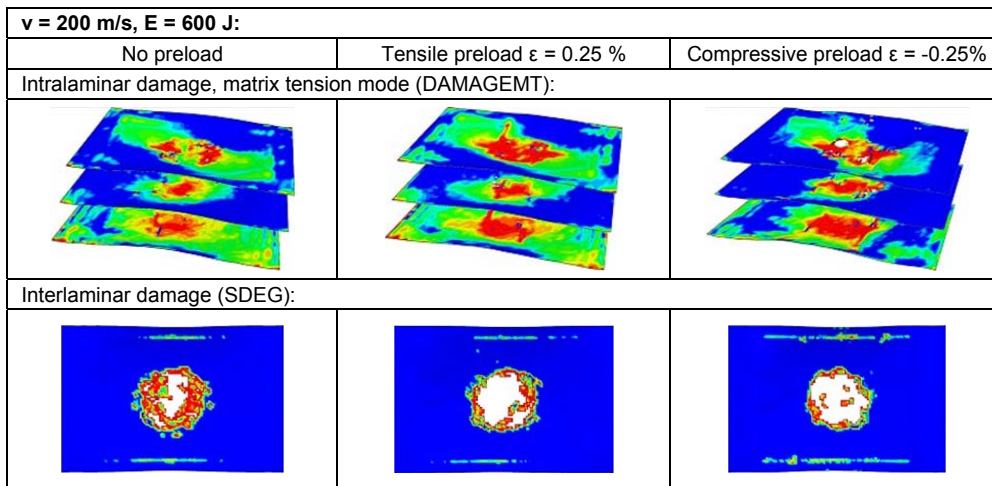 v = 200 m/s, E = 600 J:
No preload
Tensile preload ε = 0.25 %
Compressive preload ε = -0.25%
Intralaminar damage, matrix tension mode (DAMAGEMT):
Interlaminar damage (SDEG):